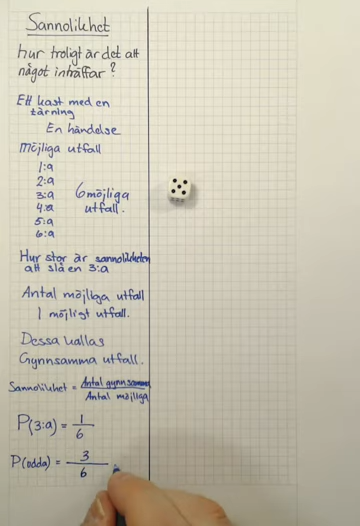 Sannolikhet
Hur troligt är det att
något inträffar?
Ett kast med en
tärning
En händelse
Möjliga utfall
1:a
2:a
3:a
4:a
5:a
6:a
6 möjliga
utfall.
Hur stor är sannolikheten
att slå en 3:a
Antal möjliga utfall
1 möjligt utfall.
Dessa kallas
Gynnsamma utfall.
Sannolikhet = Antal gynnsamma
Antal möjliga
P(3:a) = 1
6
P(udda) = 3
6